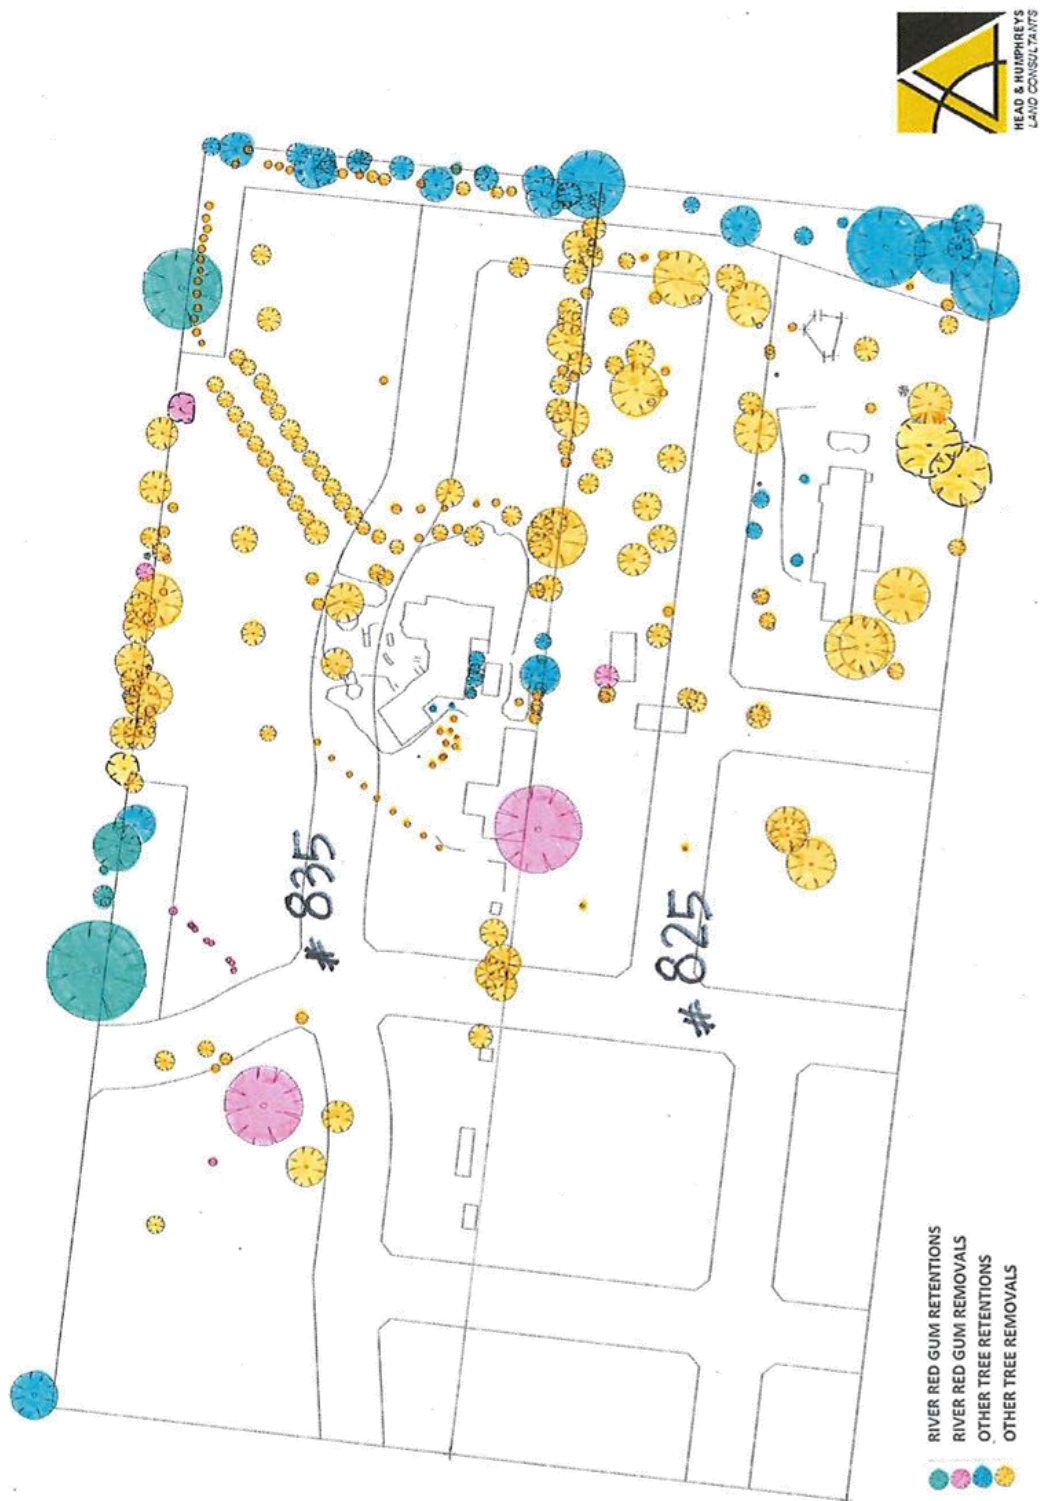 HEAD & HUMPHREYS
LAND CONSULTANTS
# 835
# 825
RIVER RED GUM RETENTIONS
RIVER RED GUM REMOVALS
OTHER TREE RETENTIONS
OTHER TREE REMOVALS